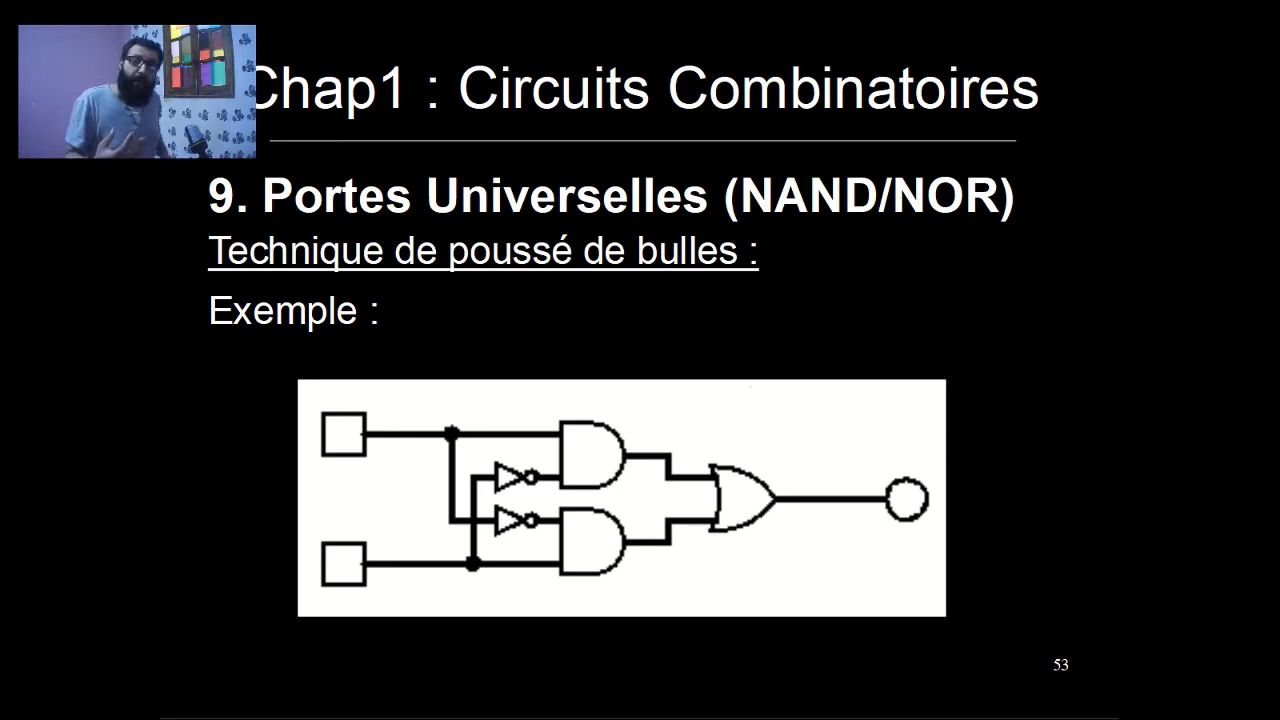 Chap1 : Circuits Combinatoires
9. Portes Universelles (NAND/NOR)
Technique de poussé de bulles :
Exemple :
53